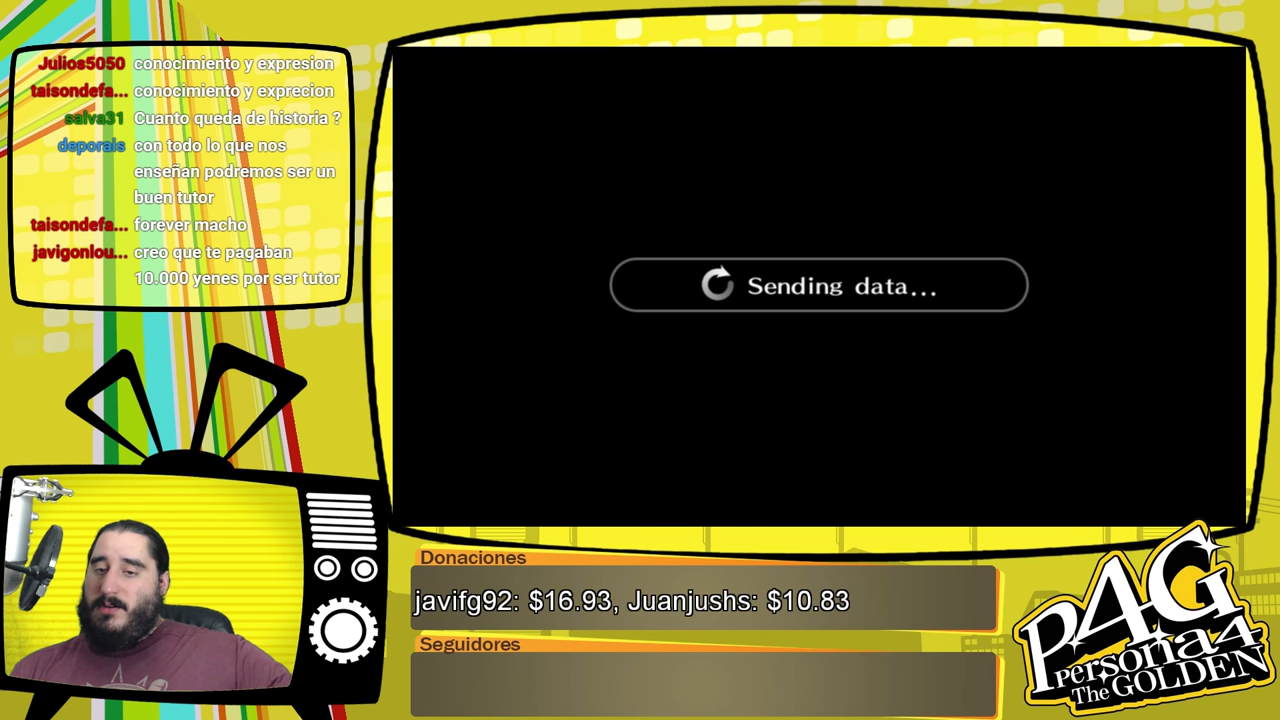 Julios5050 conocimiento y expresion
taisondefa... conocimiento y exprecion
salva31 Cuanto queda de historia ?
deporais con todo lo que nos
enseñan podremos ser un
buen tutor
taisondefa... forever macho
javigonlou... creo que te pagaban
10.000 yenes por ser tutor
Sending data...
Donaciones
javifg92: $16.93, Juanjushs: $10.83
Seguidores
P4G
Persona4
The GOLDEN